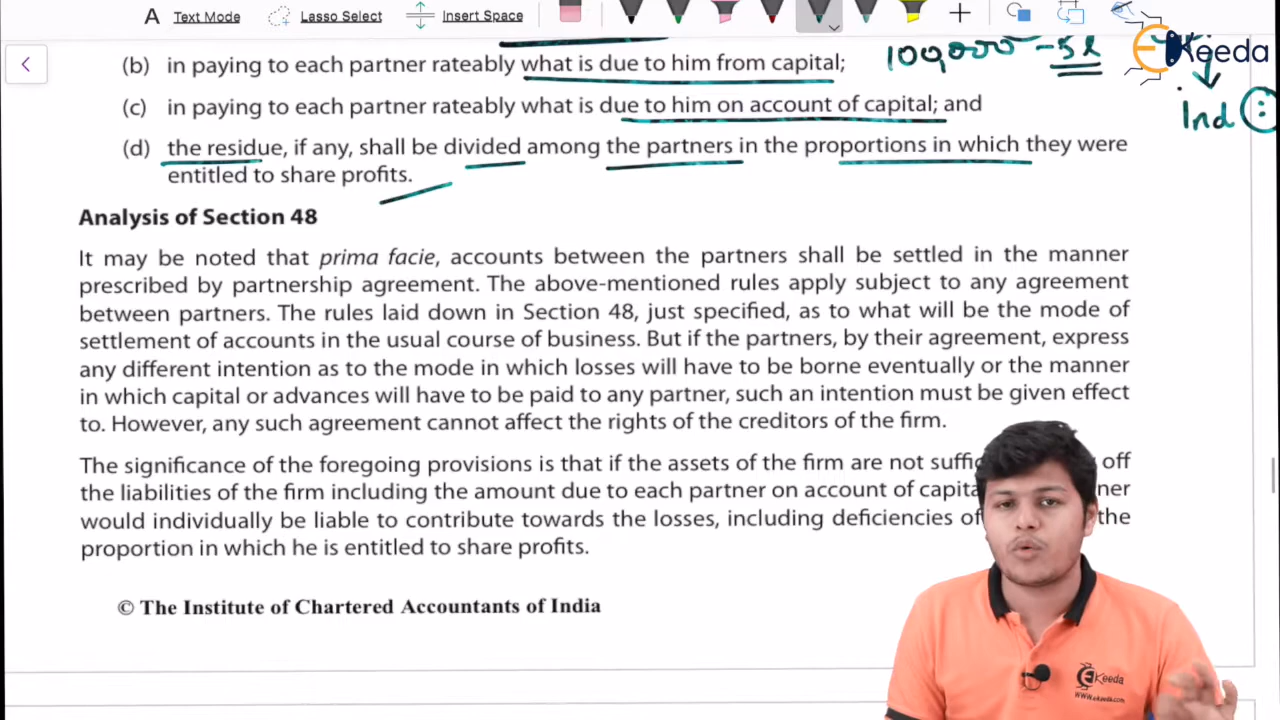 A Text Mode Lasso Select Insert Space
(b) in paying to each partner rateably what is due to him from capital;
100,000 -5l
Ekeeda
(c) in paying to each partner rateably what is due to him on account of capital; and
Ind
(d) the residue, if any, shall be divided among the partners in the proportions in which they were
entitled to share profits.
Analysis of Section 48
It may be noted that prima facie, accounts between the partners shall be settled in the manner
prescribed by partnership agreement. The above-mentioned rules apply subject to any agreement
between partners. The rules laid down in Section 48, just specified, as to what will be the mode of
settlement of accounts in the usual course of business. But if the partners, by their agreement, express
any different intention as to the mode in which losses will have to be borne eventually or the manner
in which capital or advances will have to be paid to any partner, such an intention must be given effect
to. However, any such agreement cannot affect the rights of the creditors of the firm.
The significance of the foregoing provisions is that if the assets of the firm are not off
the liabilities of the firm including the amount due to each partner on account of
would individually be liable to contribute towards the losses, including deficiencies of the
proportion in which he is entitled to share profits.
© The Institute of Chartered Accountants of India
Ekeeda
www.ekeeda.com